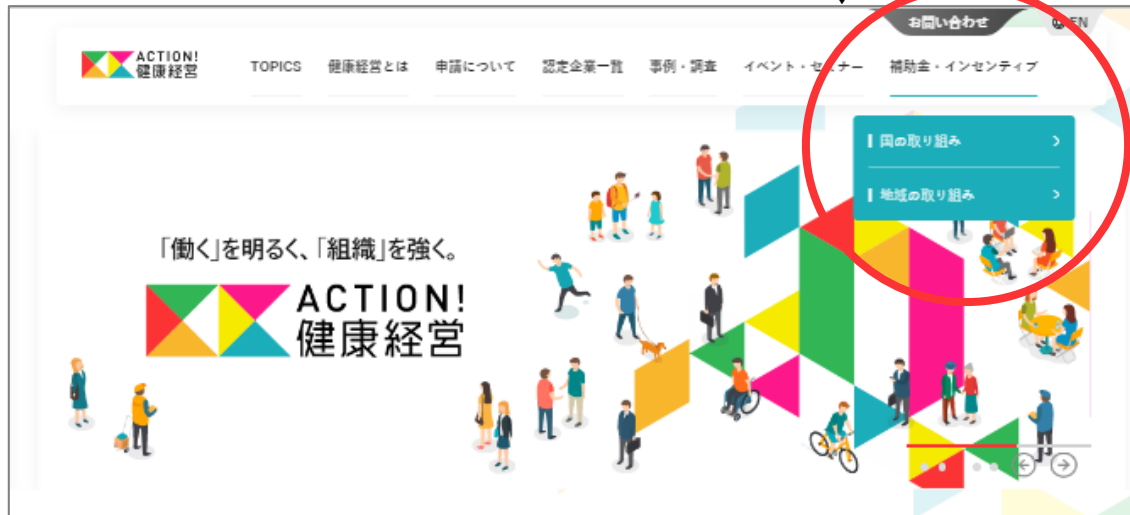 お問い合わせ
EN
ACTION!
健康経営
TOPICS 健康経営とは 申請について 認定企業一覧 事例・調査 イベント・セミナー 補助金・インセンティブ
国の取り組み
地域の取り組み
「働く」を明るく、「組織」を強く。
ACTION!
健康経営